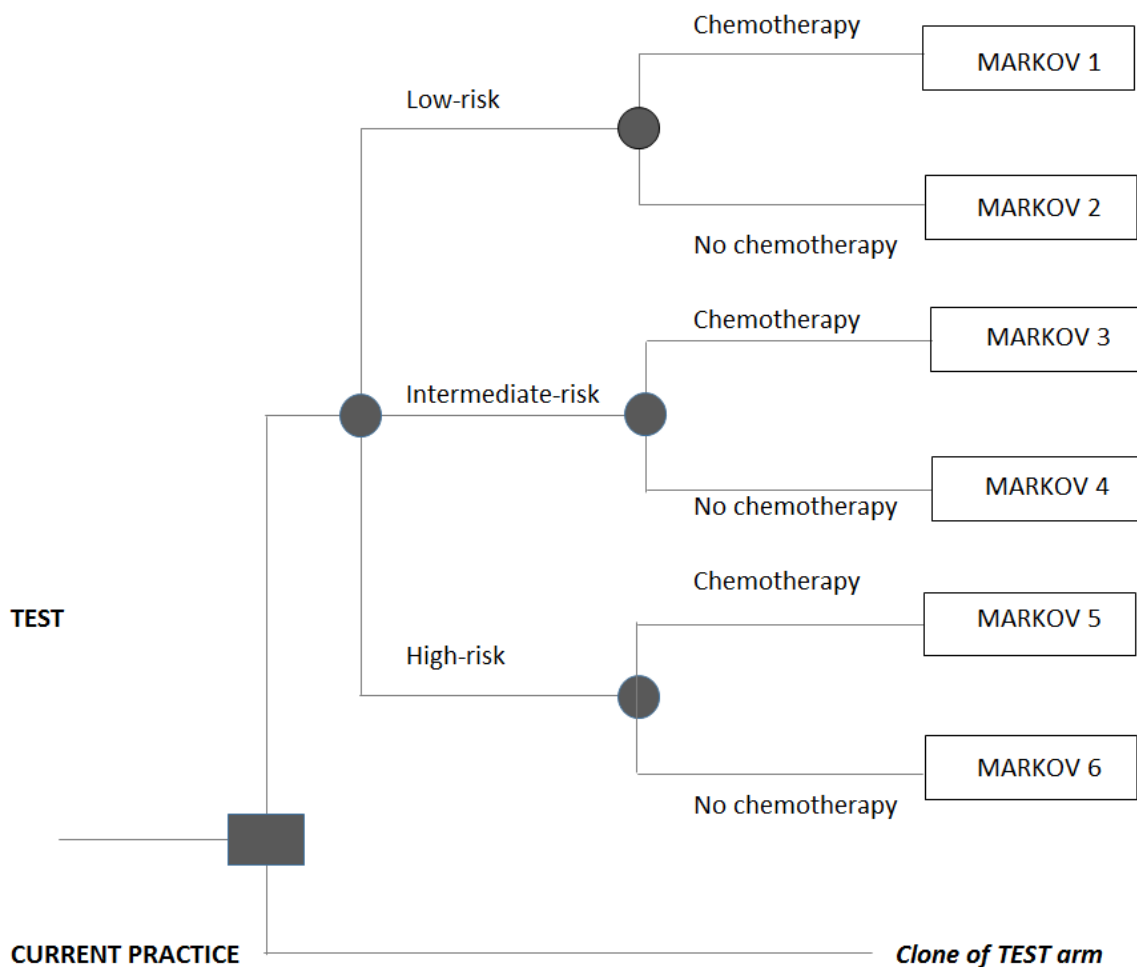 Chemotherapy
MARKOV 1
Low-risk
MARKOV 2
No chemotherapy
Chemotherapy
MARKOV 3
Intermediate-risk
MARKOV 4
No chemotherapy
Chemotherapy
MARKOV 5
TEST
High-risk
MARKOV 6
No chemotherapy
CURRENT PRACTICE
Clone of TEST arm